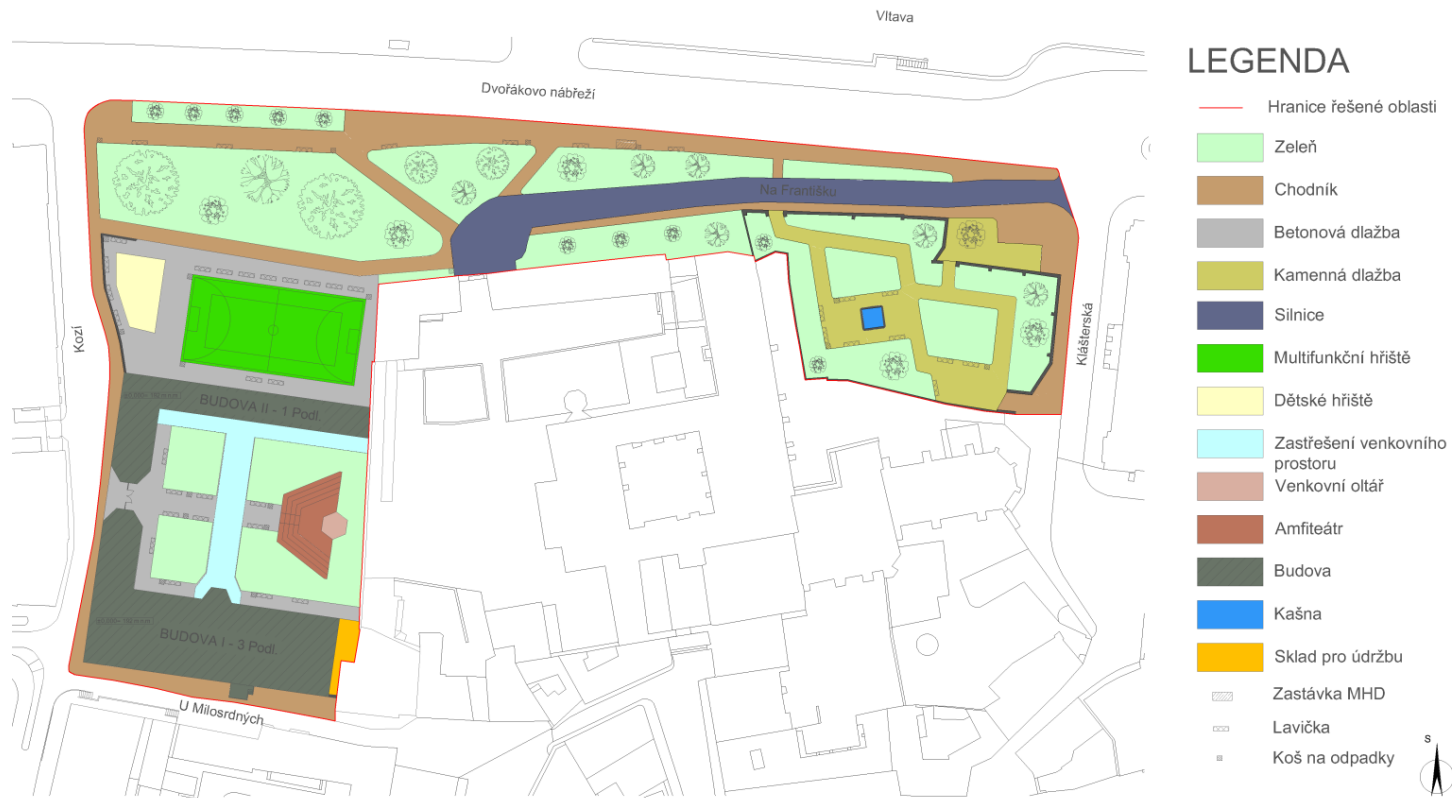 Vltava
Dvořákovo nábřeží
Na Františku
Kozí
Klášterská
BUDOVA II - 1 Podl.
BUDOVA I - 3 Podl.
U Milosrdných
LEGENDA
Hranice řešené oblasti
Zeleň
Chodník
Betonová dlažba
Kamenná dlažba
Silnice
Multifunkční hřiště
Dětské hřiště
Zastřešení venkovního
prostoru
Venkovní oltář
Amfiteátr
Budova
Kašna
Sklad pro údržbu
Zastávka MHD
Lavička
Koš na odpadky
S